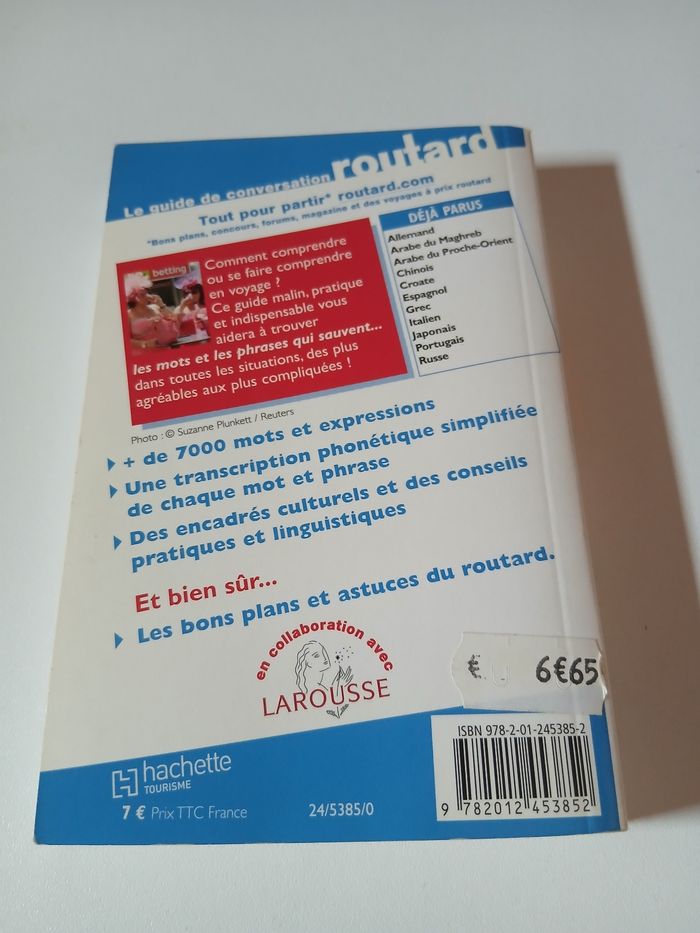 Le guide de conversation routard
Tout pour partir* routard.com
*Bons plans, concours, forums, magazine et des voyages à prix routard
betting
Comment comprendre
ou se faire comprendre
en voyage ?
Ce guide malin, pratique
et indispensable vous
aidera à trouver
les mots et les phrases qui sauvent...
dans toutes les situations, des plus
agréables aux plus compliquées !
Photo : © Suzanne Plunkett / Reuters
DÉJÀ PARUS
Allemand
Arabe du Maghreb
Arabe du Proche-Orient
Chinois
Croate
Espagnol
Grec
Italien
Japonais
Portugais
Russe
+ de 7000 mots et expressions
Une transcription phonétique simplifiée
de chaque mot et phrase
Des encadrés culturels et des conseils
pratiques et linguistiques
Et bien sûr...
Les bons plans et astuces du routard.
en collaboration avec
LAROUSSE
€ 6€65
ISBN 978-2-01-245385-2
9 782012 453852
hachette
TOURISME
7 € Prix TTC France
24/5385/0